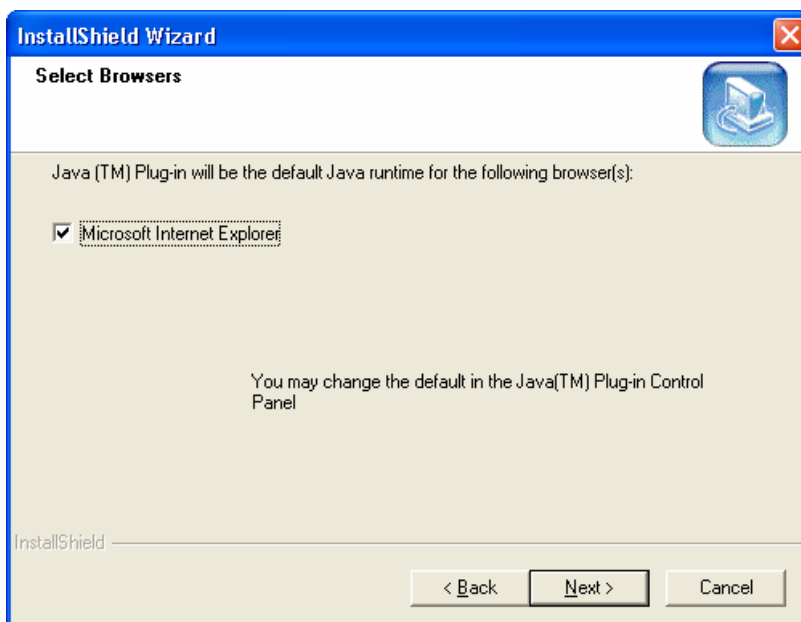 InstallShield Wizard
Select Browsers
Java (TM) Plug-in will be the default Java runtime for the following browser(s):
Microsoft Internet Explorer
You may change the default in the Java(TM) Plug-in Control
Panel
InstallShield
< Back
Next >
Cancel